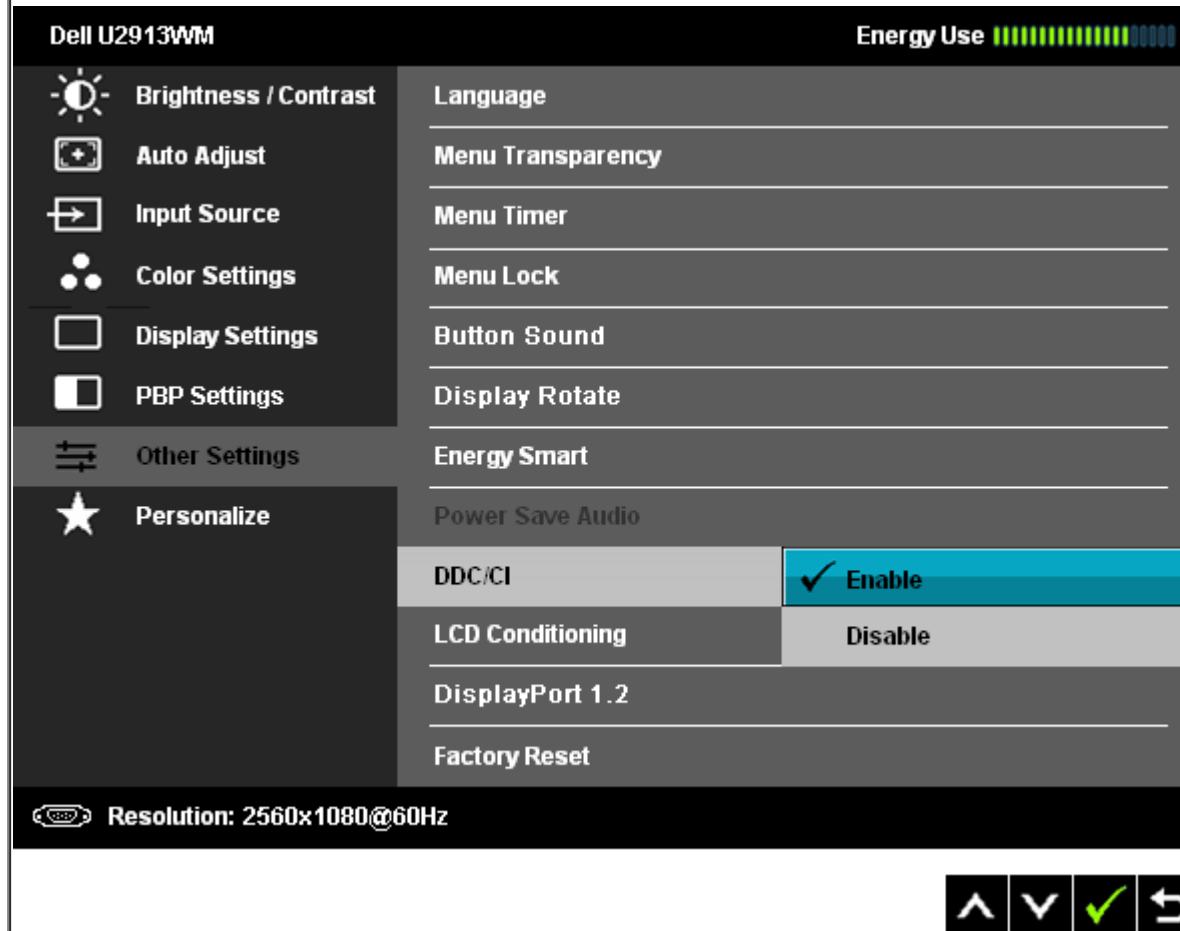 Dell U2913WM Energy Use
Brightness / Contrast
Auto Adjust
Input Source
Color Settings
Display Settings
PBP Settings
Other Settings
Personalize
Language
Menu Transparency
Menu Timer
Menu Lock
Button Sound
Display Rotate
Energy Smart
Power Save Audio
DDC/CI
Enable
Disable
LCD Conditioning
DisplayPort 1.2
Factory Reset
Resolution: 2560x1080@60Hz